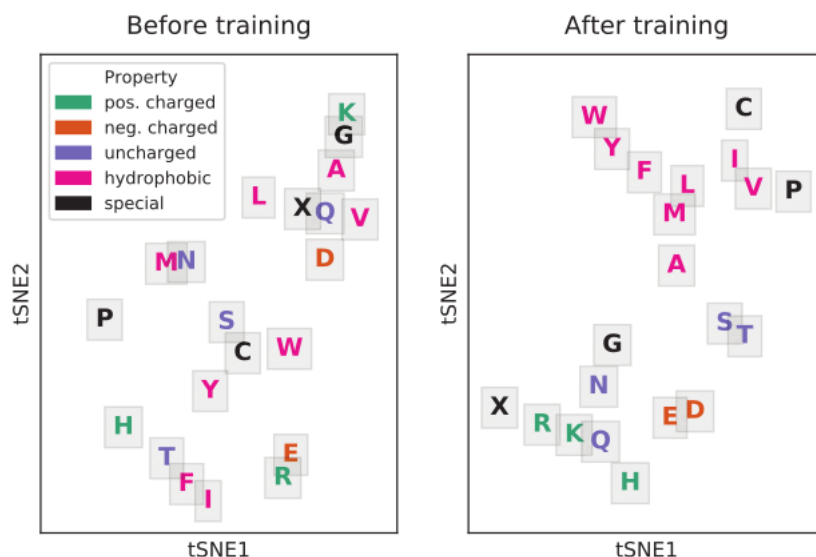 Before training
Property
pos. charged
neg. charged
uncharged
hydrophobic
special
K
G
A
L
X
Q
V
D
M
N
P
S
C
W
Y
H
T
E
F
R
I
tSNE2
tSNE1
After training
W
C
Y
I
F
L
V
P
M
A
S
T
G
N
X
E
D
R
K
Q
H
tSNE2
tSNE1